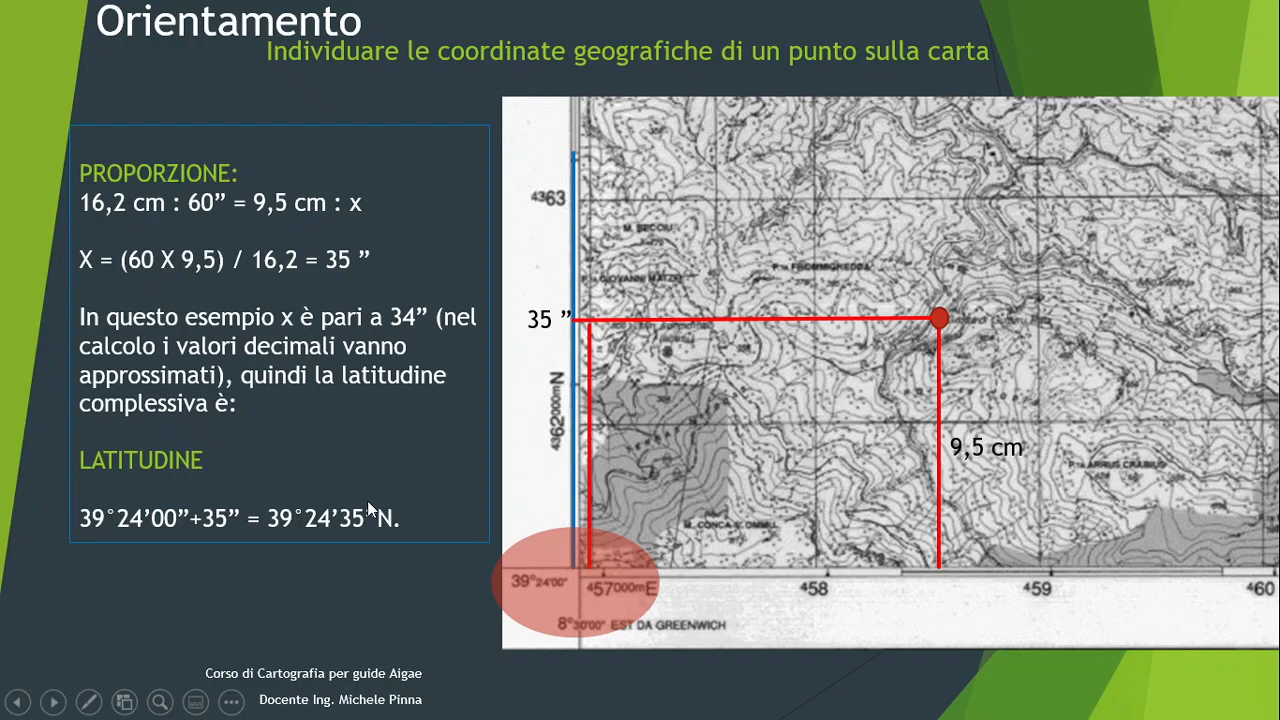 Orientamento
Individuare le coordinate geografiche di un punto sulla carta
PROPORZIONE:
16,2 cm : 60” = 9,5 cm : x
X = (60 X 9,5) / 16,2 = 35 ”
In questo esempio x è pari a 34” (nel
calcolo i valori decimali vanno
approssimati), quindi la latitudine
complessiva è:
LATITUDINE
39°24’00”+35” = 39°24’35”N.
4363
35 ”
4362000m N
9,5 cm
39°24'00"
457000m E
458
459
460
8°30'00" EST DA GREENWICH
Corso di Cartografia per guide Aigae
Docente Ing. Michele Pinna